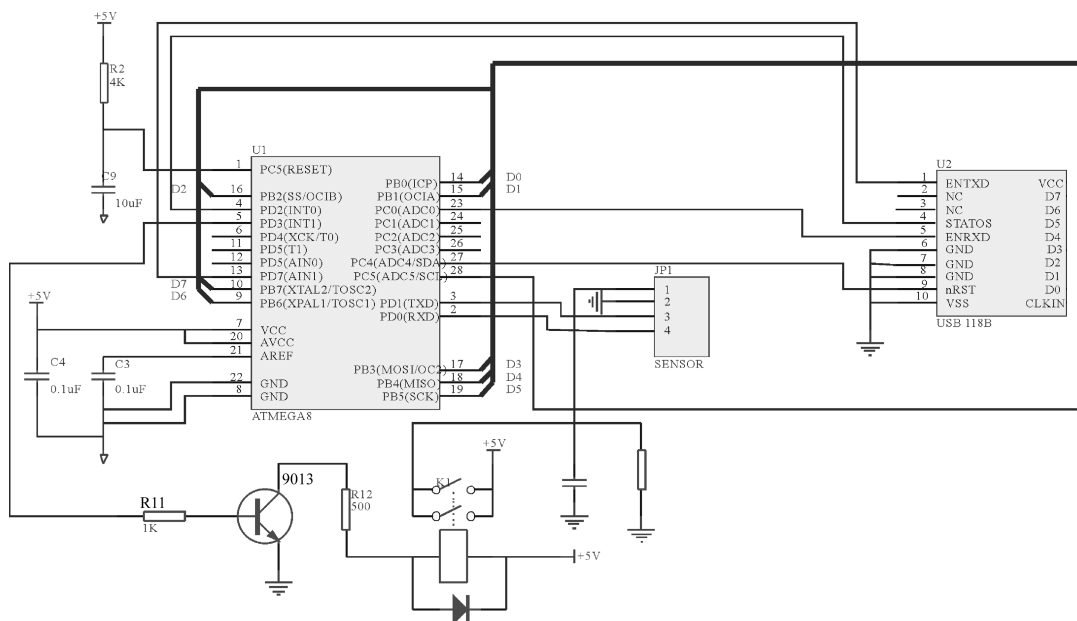 +5V
R2
4K
C9
10uF
U1
1 PC5(RESET)
D2
16 PB2(SS/OCIB)
4 PD2(INT0)
5 PD3(INT1)
6 PD4(XCK/T0)
11 PD5(T1)
12 PD5(AIN0)
13 PD7(AIN1)
D7
10 PB7(XTAL2/TOSC2)
D6
9 PB6(XPAL1/TOSC1)
7 VCC
20 AVCC
21 AREF
22 GND
8 GND
PB0(ICP) 14 D0
PB1(OCIA) 15 D1
PC0(ADC0) 23
PC1(ADC1) 24
PC2(ADC2) 25
PC3(ADC3) 26
PC4(ADC4/SDA) 27
PC5(ADC5/SCL) 28
PD1(TXD) 3
PD0(RXD) 2
PB3(MOSI/OC2) 17 D3
PB4(MISO) 18 D4
PB5(SCK) 19 D5
ATMEGA8
+5V
C4
0.1uF
C3
0.1uF
JP1
1
2
3
4
SENSOR
U2
1 ENTXD VCC
2 NC D7
3 NC D6
4 STATOS D5
5 ENRXD D4
6 GND D3
7 GND D2
8 GND D1
9 nRST D0
10 VSS CLKIN
USB 118B
R11
1K
9013
R12
500
K1
+5V
+5V